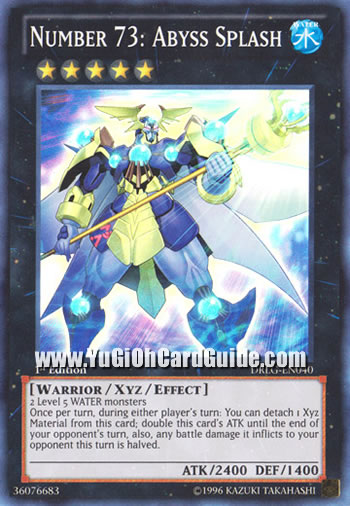 NUMBER 73: ABYSS SPLASH
WATER
水
73
www.YuGiOhCardGuide.com
1st Edition
DRLG-EN040
[WARRIOR / XYZ / EFFECT]
2 Level 5 WATER monsters
Once per turn, during either player's turn: You can detach 1 Xyz
Material from this card; double this card's ATK until the end of
your opponent's turn, also, any battle damage it inflicts to your
opponent this turn is halved.
ATK/2400 DEF/1400
36076683
©1996 KAZUKI TAKAHASHI